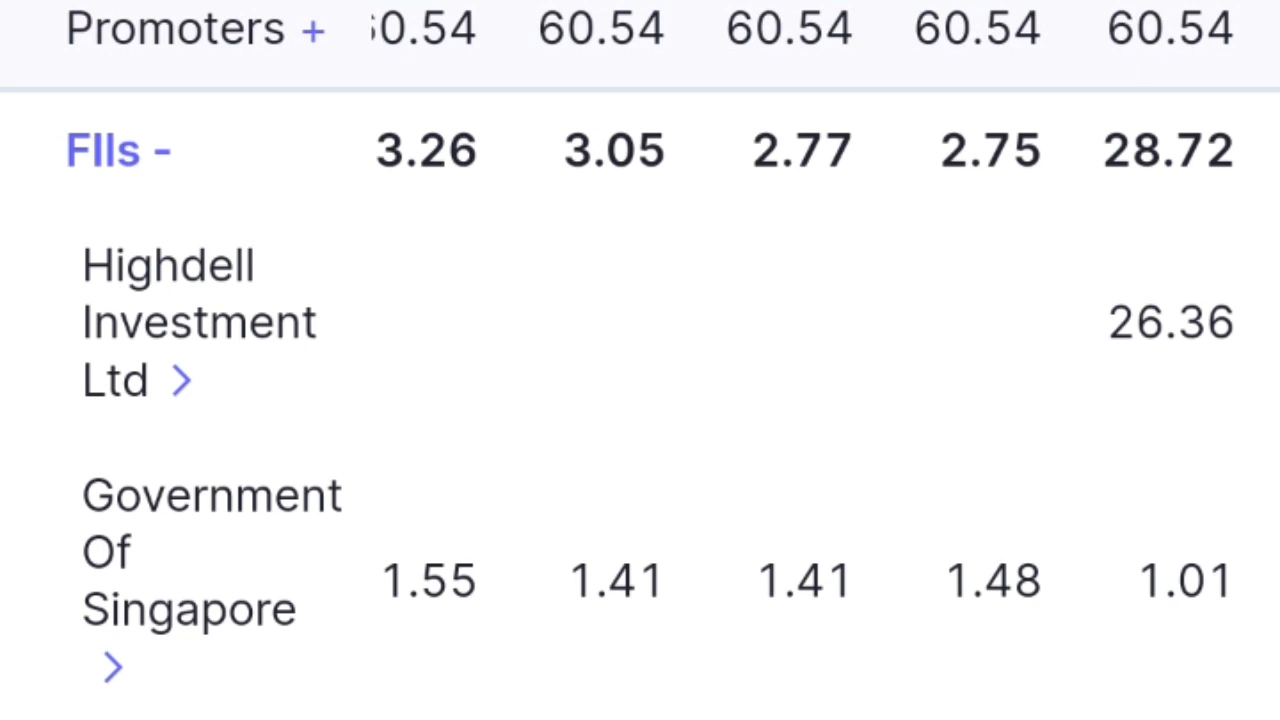 Promoters + 60.54 60.54 60.54 60.54 60.54
FIIs - 3.26 3.05 2.77 2.75 28.72
Highdell
Investment 26.36
Ltd >
Government
Of
1.55 1.41 1.41 1.48 1.01
Singapore
>